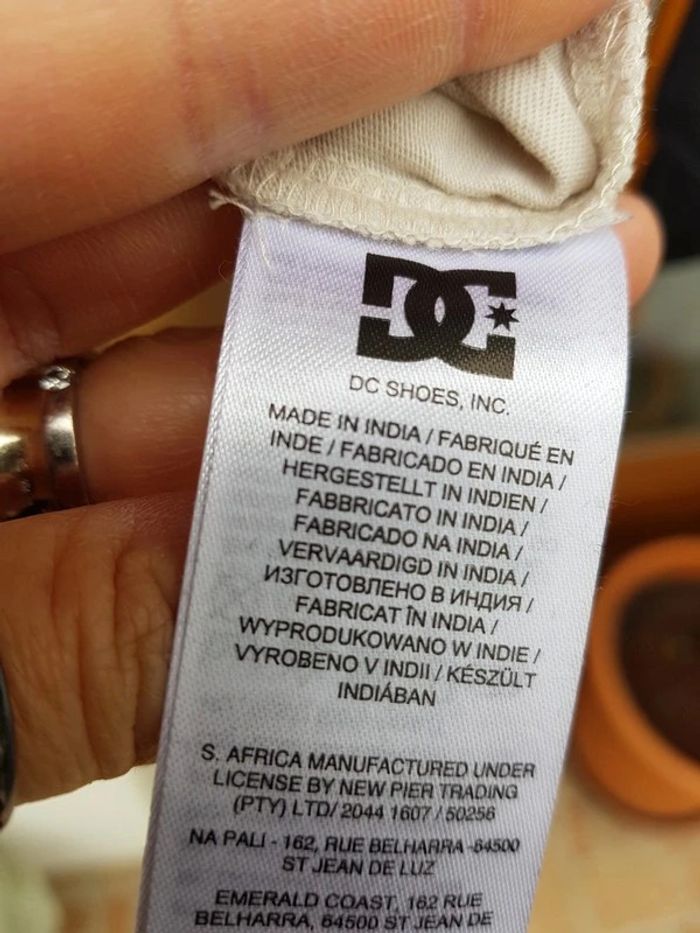 DC
DC SHOES, INC.
MADE IN INDIA / FABRIQUÉ EN
INDE / FABRICADO EN INDIA /
HERGESTELLT IN INDIEN /
FABBRICATO IN INDIA /
FABRICADO NA INDIA /
VERVAARDIGD IN INDIA /
ИЗГОТОВЛЕНО В ИНДИЯ /
FABRICAT ÎN INDIA /
WYPRODUKOWANO W INDIE /
VYROBENO V INDII / KÉSZÜLT
INDIÁBAN
S. AFRICA MANUFACTURED UNDER
LICENSE BY NEW PIER TRADING
(PTY) LTD/ 2044 1607 / 50256
NA PALI - 162, RUE BELHARRA -64500
ST JEAN DE LUZ
EMERALD COAST, 162 RUE
BELHARRA, 64500 ST JEAN DE